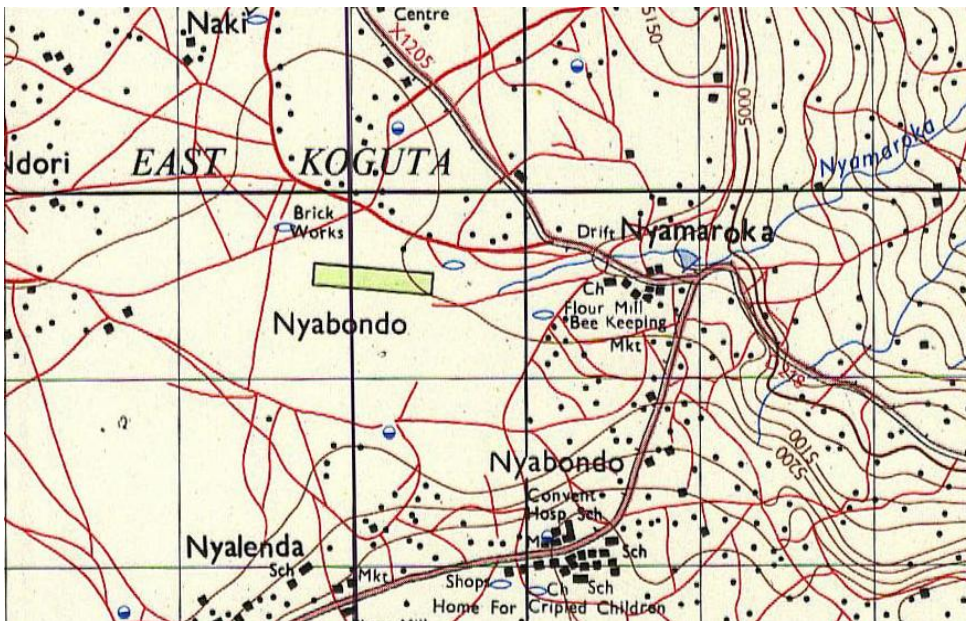 Centre
Naki
X1205
5150
5000
Nyamaroka
Ndori
EAST KOGUTA
Brick
Works
Drift
Nyamaroka
Ch
Flour Mill
Bee Keeping
Mkt
Nyabondo
5100
5200
Nyabondo
Convent
Hosp Sch
Sch
Nyalenda
Sch
Mkt
Shops
Ch
Sch
Home For Cripled Children